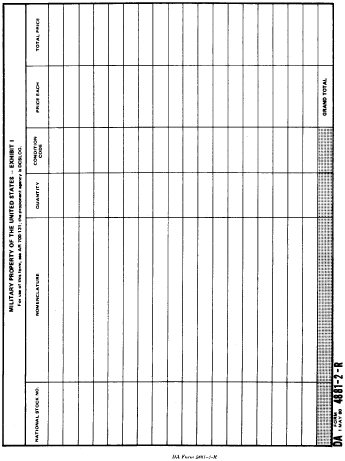 MILITARY PROPERTY OF THE UNITED STATES – EXHIBIT I
For use of this form, see AR 700-131; the proponent agency is DCSLOG.
NATIONAL STOCK NO.
NOMENCLATURE
QUANTITY
CONDITION
CODE
PRICE EACH
TOTAL PRICE
GRAND TOTAL
DA FORM 4881-2-R
1 MAY 80
DA Form 4881-2-R